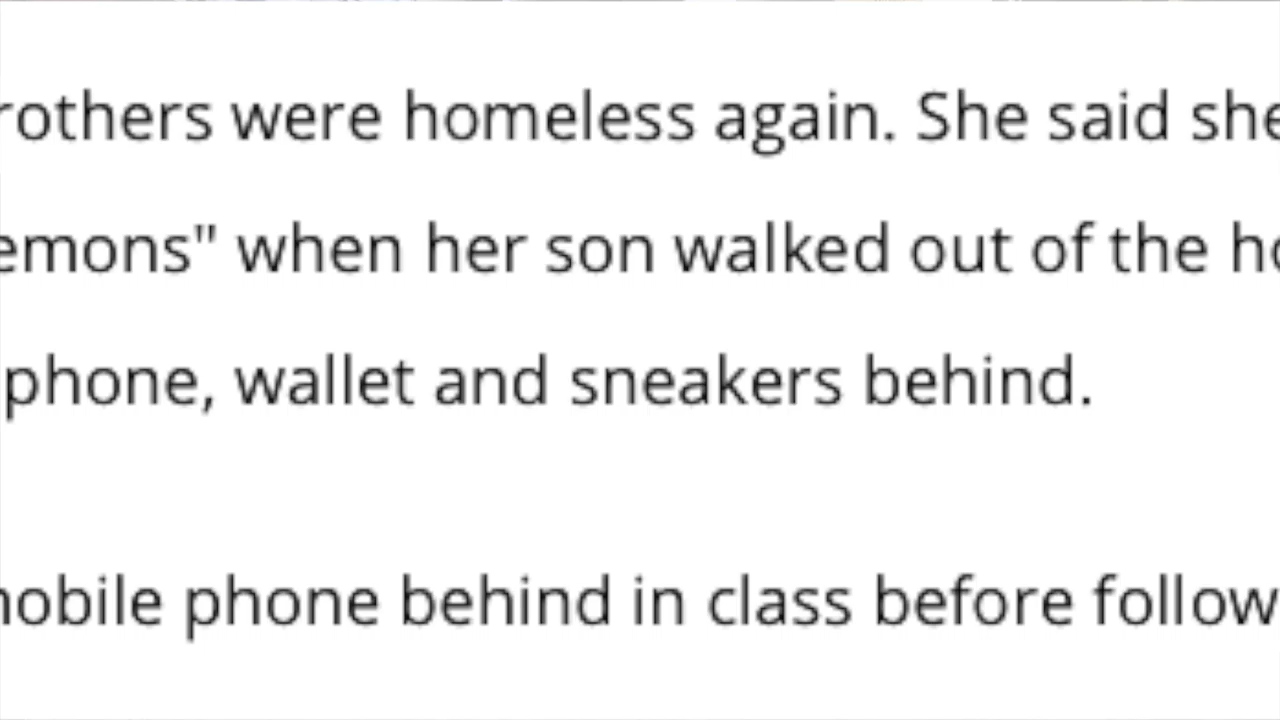 rothers were homeless again. She said she
emons" when her son walked out of the ho
phone, wallet and sneakers behind.
nobile phone behind in class before follow